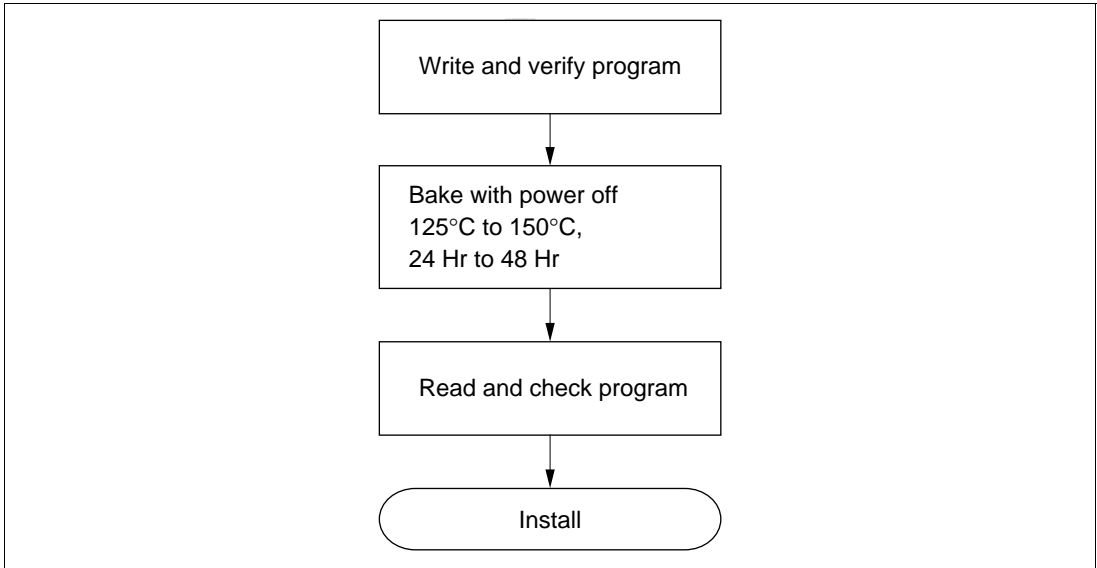 Write and verify program
Bake with power off
125°C to 150°C,
24 Hr to 48 Hr
Read and check program
Install